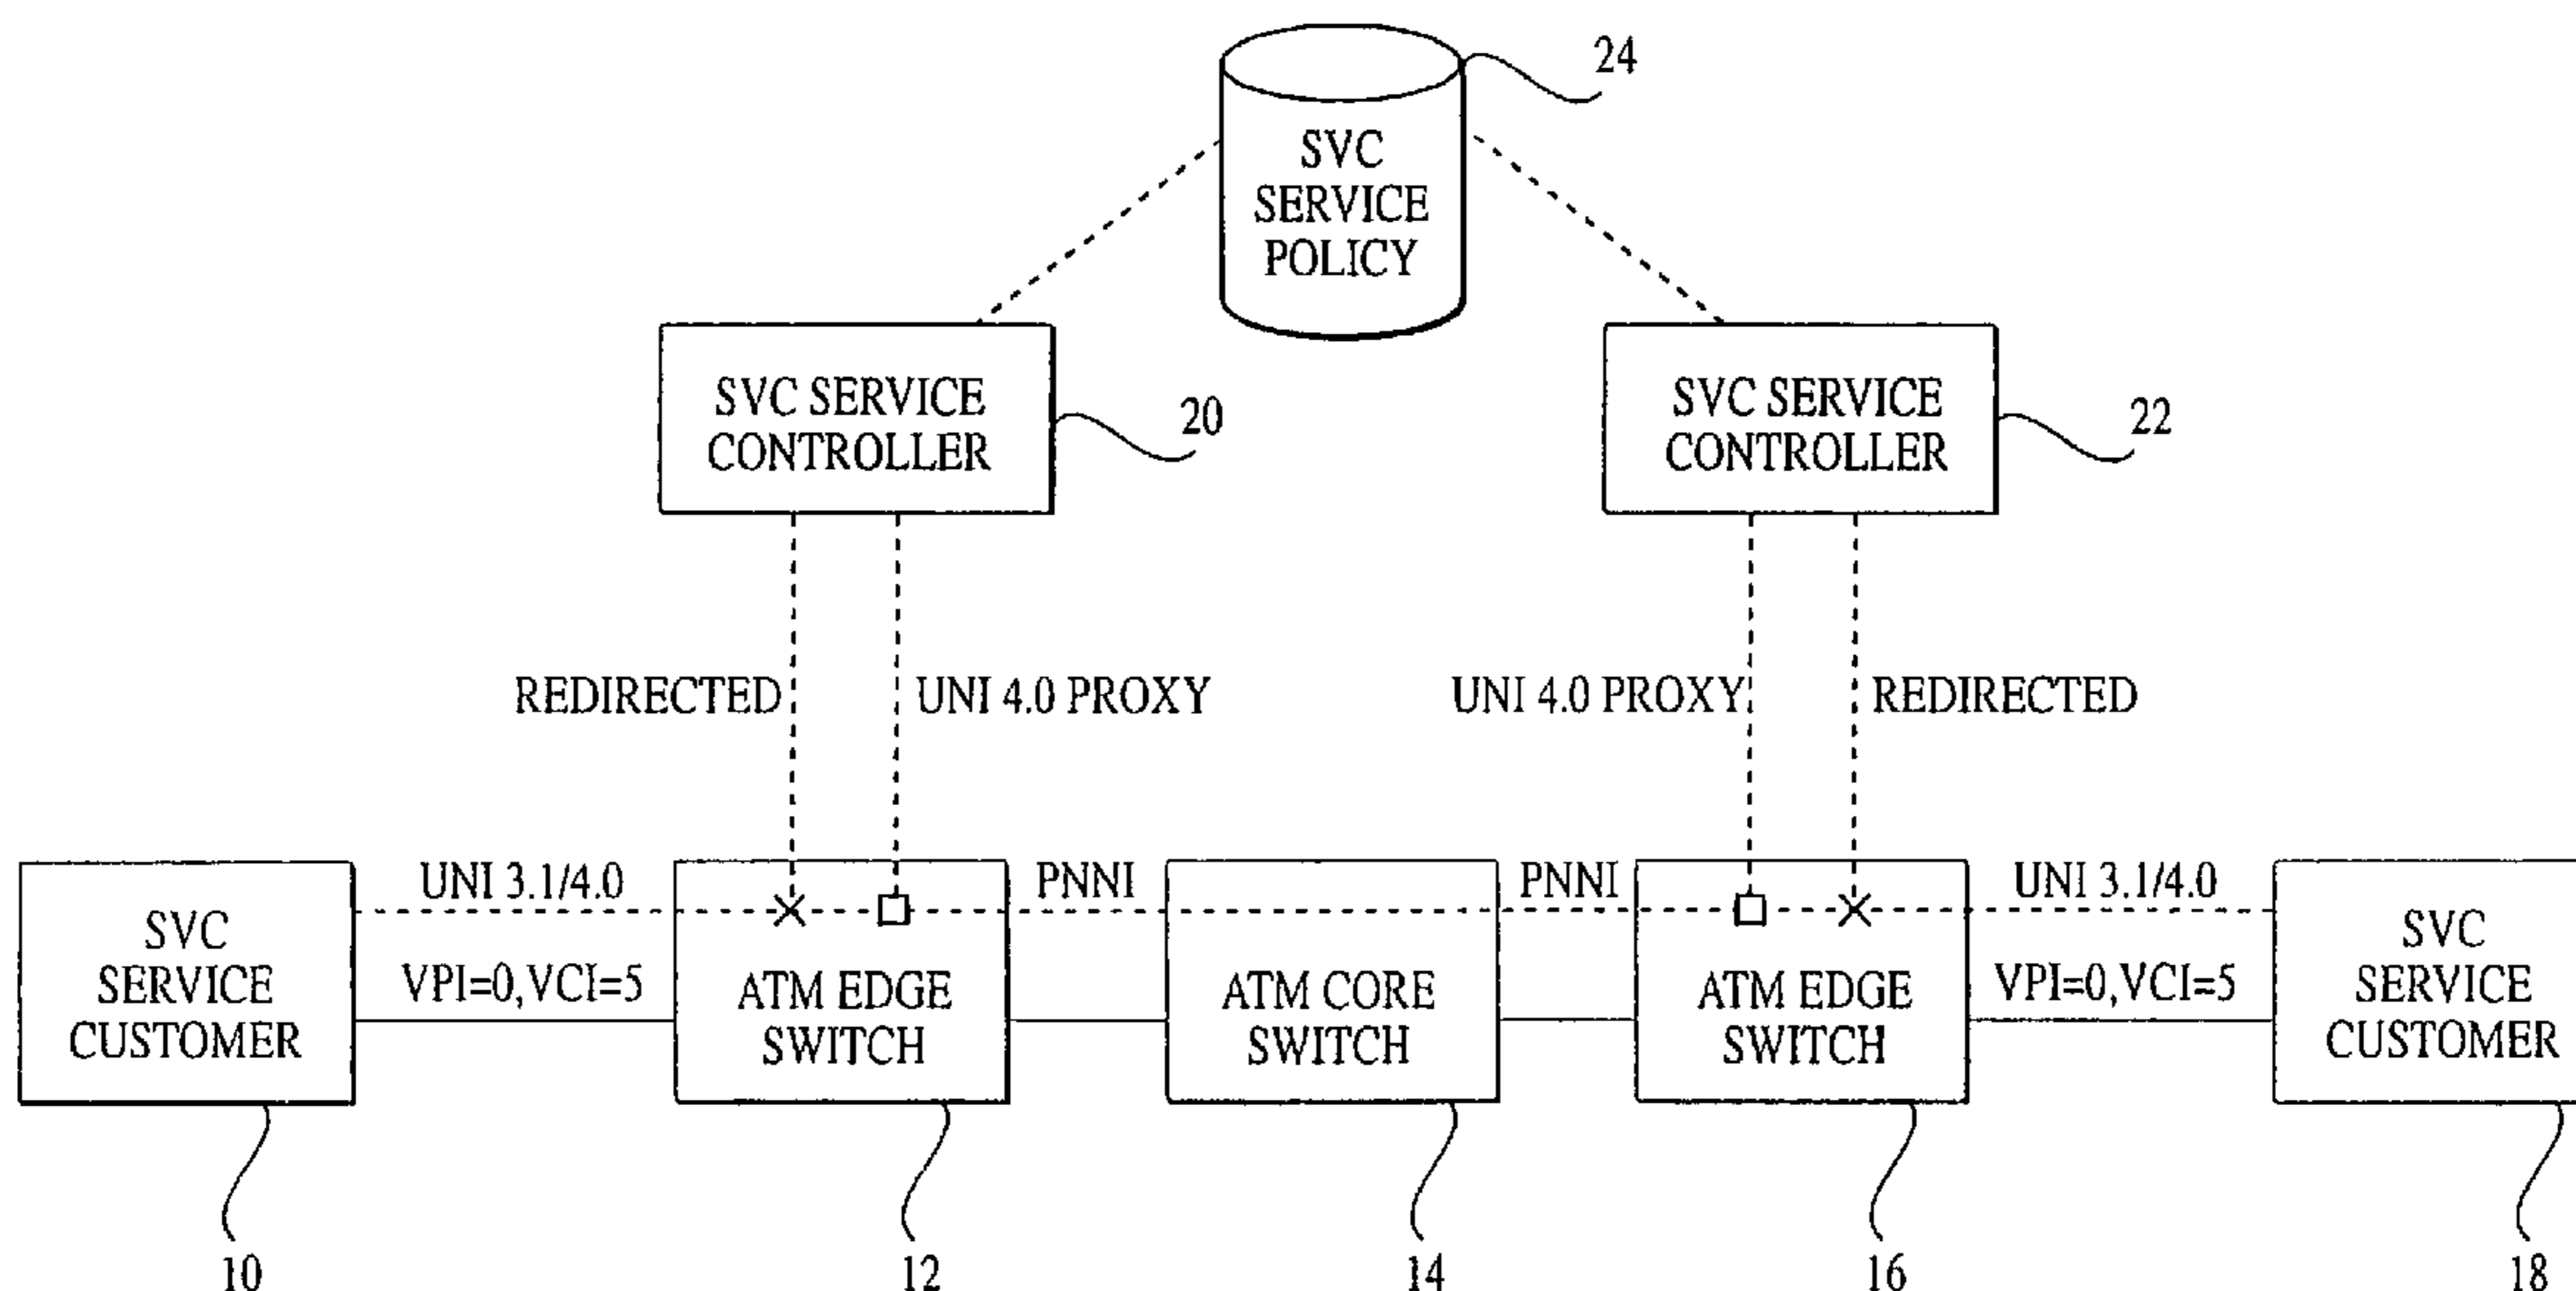 24
SVC
SERVICE
POLICY
SVC SERVICE
CONTROLLER
20
SVC SERVICE
CONTROLLER
22
REDIRECTED
UNI 4.0 PROXY
UNI 4.0 PROXY
REDIRECTED
SVC
SERVICE
CUSTOMER
UNI 3.1/4.0
VPI=0,VCI=5
ATM EDGE
SWITCH
PNNI
ATM CORE
SWITCH
PNNI
ATM EDGE
SWITCH
UNI 3.1/4.0
VPI=0,VCI=5
SVC
SERVICE
CUSTOMER
10
12
14
16
18